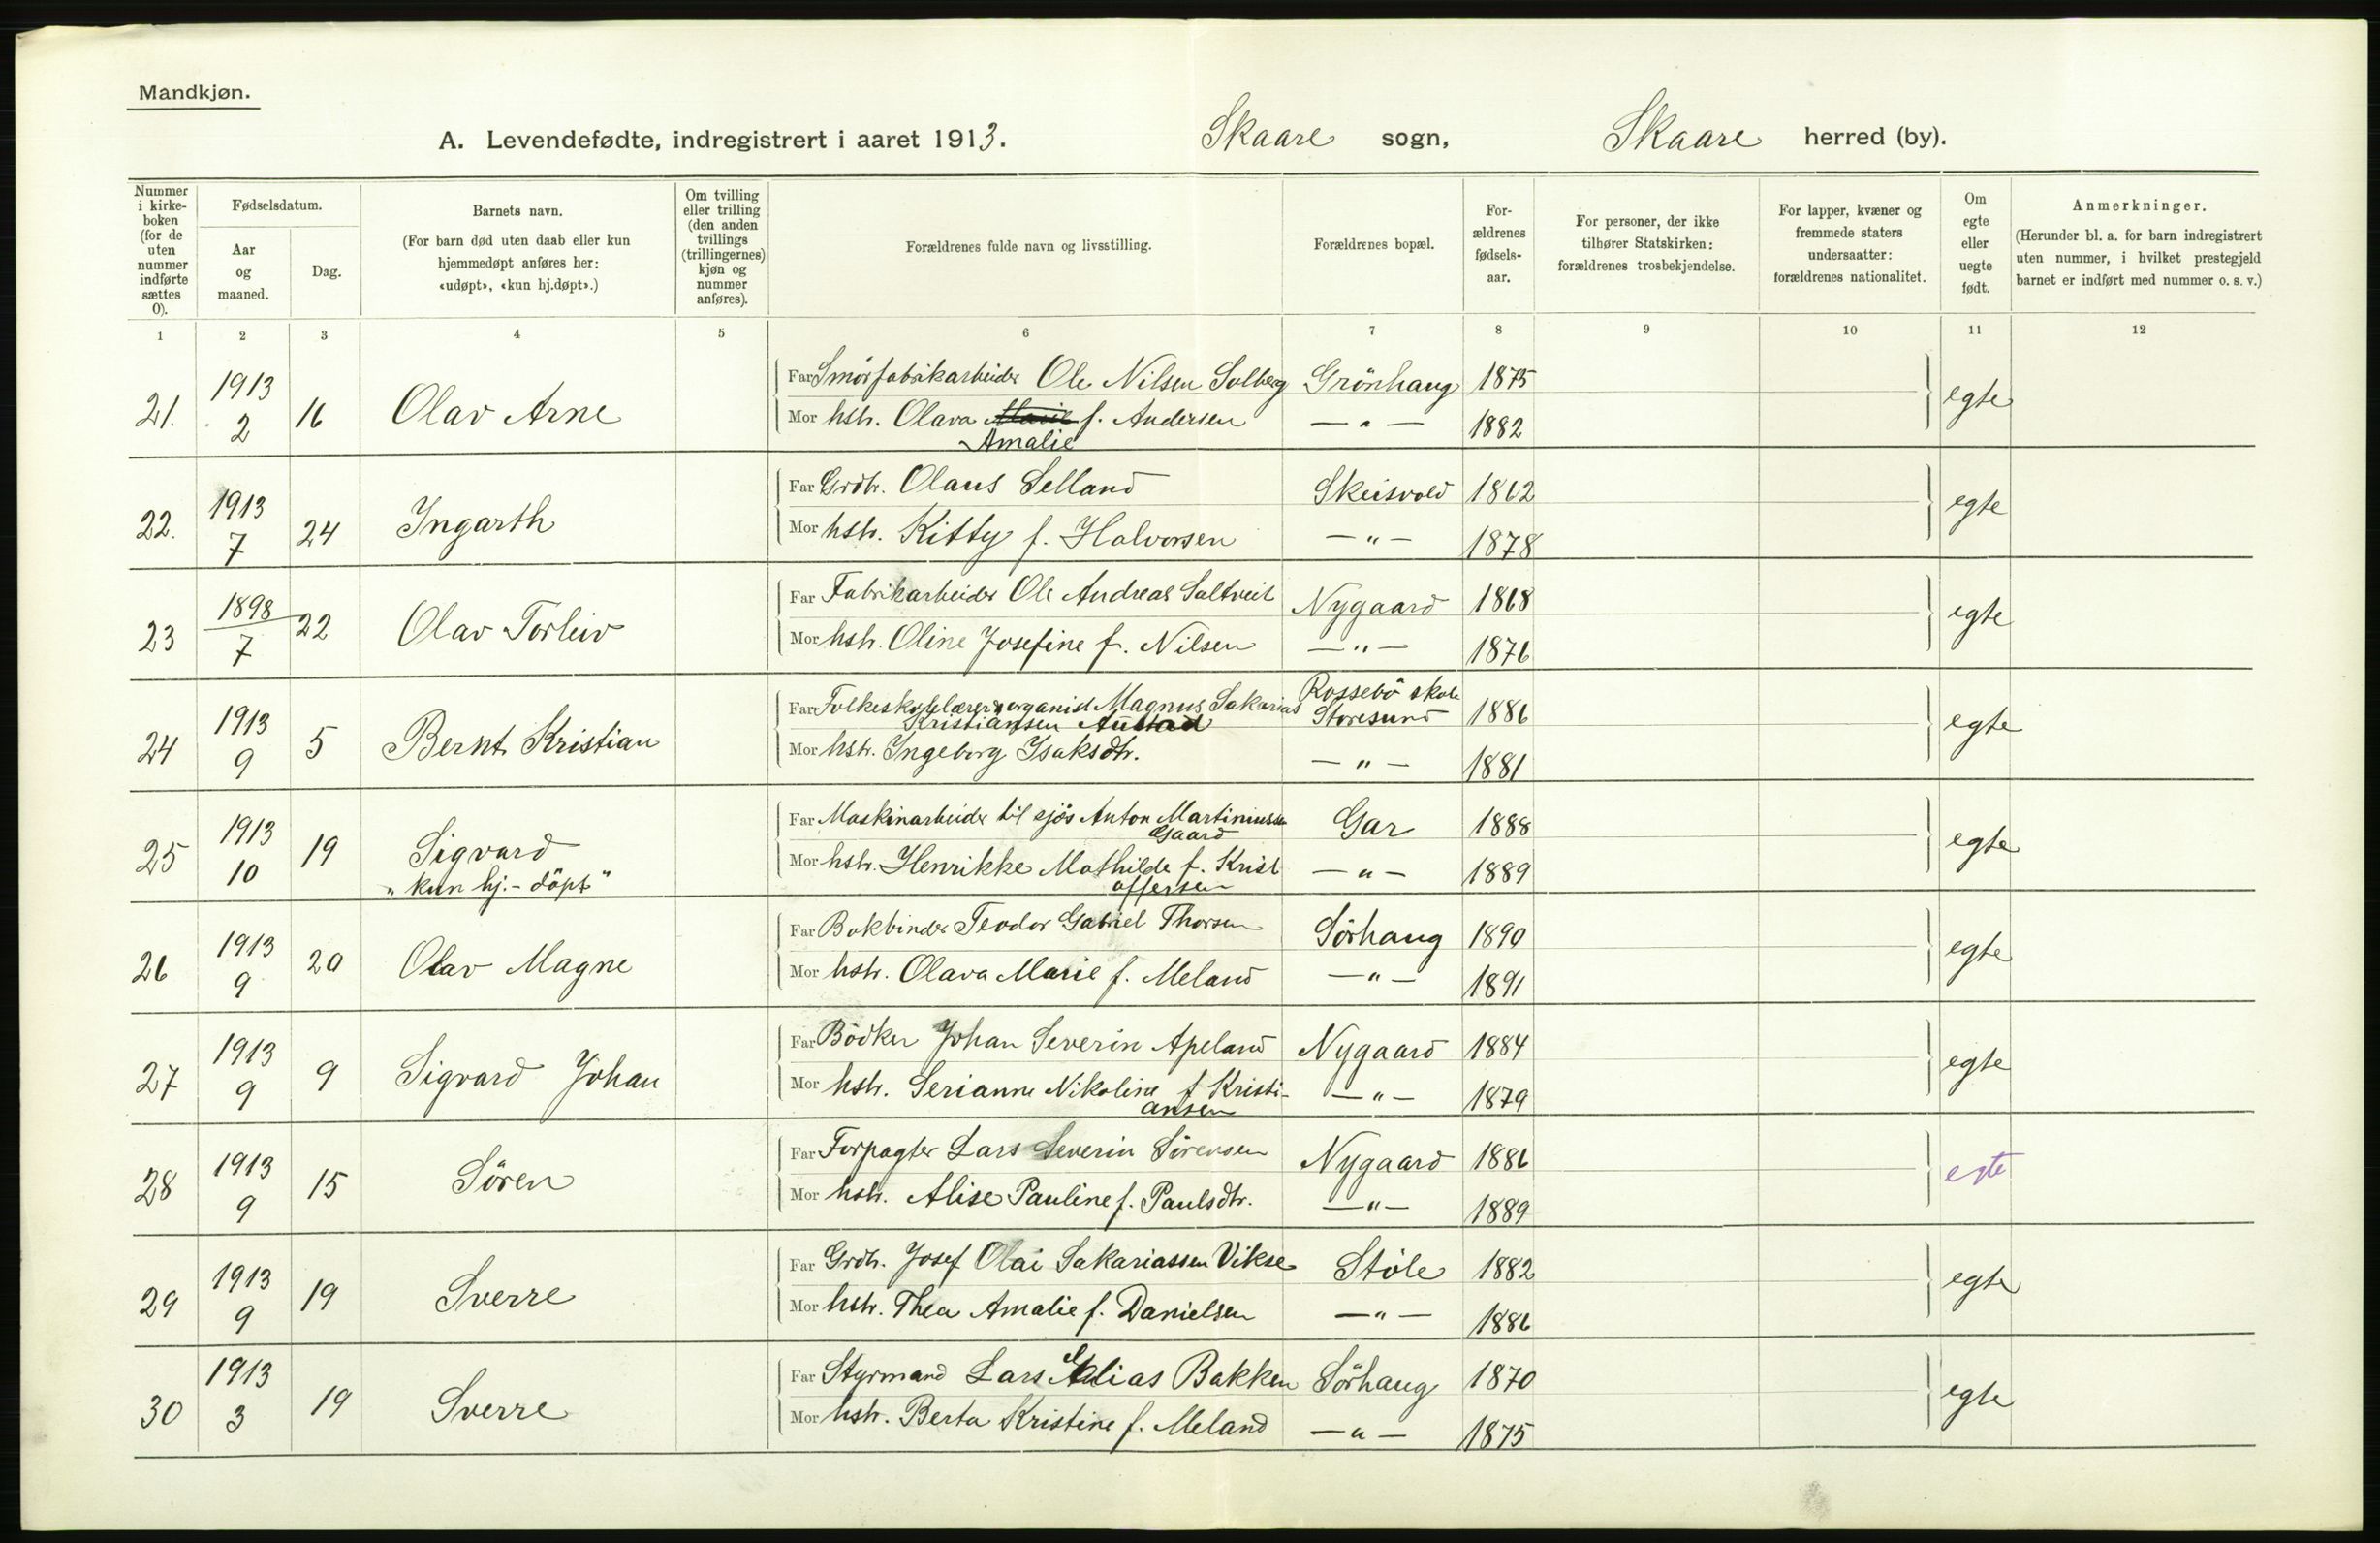 Mandkjøn.
A. Levendefødte, indregistrert i aaret 1913. Skaare sogn, Skaare herred (by).
Nummer i kirkeboken (for de uten nummer indførte sættes 0). Fødselsdatum. Aar og maaned. Dag. Barnets navn. (For barn død uten daab eller kun hjemmedøpt anføres her: «udøpt», «kun hj.døpt».) Om tvilling eller trilling (den anden tvillings (trillingernes) kjøn og nummer anføres). Forældrenes fulde navn og livsstilling. Forældrenes bopæl. Forældrenes fødselsaar. For personer, der ikke tilhører Statskirken: forældrenes trosbekjendelse. For lapper, kvæner og fremmede staters undersaatter: forældrenes nationalitet. Om egte eller uegte født. Anmerkninger. (Herunder bl. a. for barn indregistrert uten nummer, i hvilket prestegjeld barnet er indført med nummer o. s. v.)
1 2 3 4 5 6 7 8 9 10 11 12
21. 1913 2 16 Olav Arne Far Smörfabrikarbeider Ole Nilsen Solberg Grönhaug 1875 egte
Mor hstr. Olava Marie f. Andersen — " — 1882
Amalie
22. 1913 7 24 Ingarth Far Grdbr. Olaus Selland Skeisvold 1862 egte
Mor hstr. Kitty f. Halvorsen — " — 1878
23 1898 7 22 Olav Torleiv Far Fabrikarbeider Ole Andreas Saltveit Nygaard 1868 egte
Mor hstr. Oline Josefine f. Nilsen — " — 1876
24 1913 9 5 Bernt Kristian Far Folkeskolelærer & organist Magnus Sakarias Rossebö skole
Kristiansen Austad Storesund 1886 egte
Mor hstr. Ingeborg Isaksdtr. — " — 1881
25 1913 10 19 Sigvard Far Maskinarbeider til sjös Anton Martiniussen Gar 1888 egte
Gaard
"kun hj.-döpt" Mor hstr. Henrikke Mathilde f. Krist — " — 1889
offersen
26 1913 9 20 Olav Magne Far Bokbinder Teodor Gabriel Thorsen Sörhaug 1890 egte
Mor hstr. Olava Marie f. Meland — " — 1891
27 1913 9 9 Sigvard Johan Far Bödker Johan Severin Apeland Nygaard 1884 egte
Mor hstr. Serianne Nikoline f. Kristi- — " — 1879
ansen
28 1913 9 15 Sören Far Forpagter Lars Severin Sörensen Nygaard 1886 egte
Mor hstr. Alise Pauline f. Paulsdtr. — " — 1889
29 1913 9 19 Sverre Far Grdbr. Josef Olai Sakariassen Vikse Stöle 1882 egte
Mor hstr. Thea Amalie f. Danielsen — " — 1886
30 1913 3 19 Sverre Far Styrmand Lars Elias Bakken Sörhaug 1870 egte
Mor hstr. Berta Kristine f. Meland — " — 1875